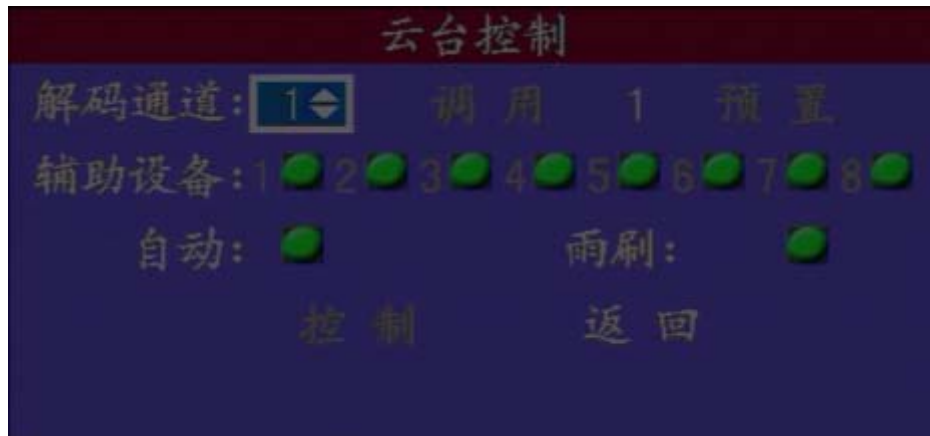 云台控制
解码通道: 1 调用 1 预置
辅助设备: 1 2 3 4 5 6 7 8
自动: 雨刷:
控制 返回